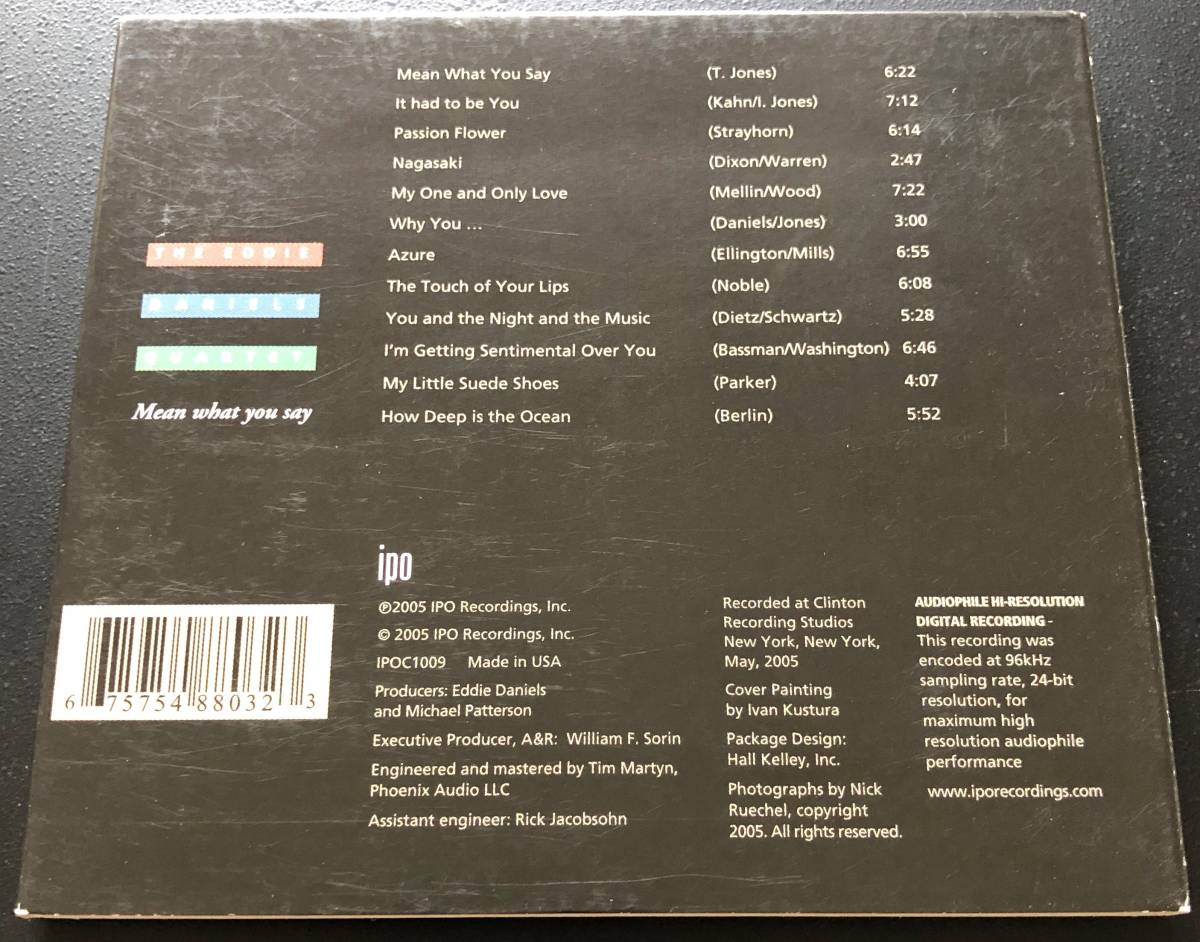 Mean What You Say (T. Jones) 6:22
It had to be You (Kahn/I. Jones) 7:12
Passion Flower (Strayhorn) 6:14
Nagasaki (Dixon/Warren) 2:47
My One and Only Love (Mellin/Wood) 7:22
Why You ... (Daniels/Jones) 3:00
Azure (Ellington/Mills) 6:55
The Touch of Your Lips (Noble) 6:08
You and the Night and the Music (Dietz/Schwartz) 5:28
I'm Getting Sentimental Over You (Bassman/Washington) 6:46
My Little Suede Shoes (Parker) 4:07
How Deep is the Ocean (Berlin) 5:52
THE EDDIE
DANIELS
QUARTET
Mean what you say
6 75754 88032 3
ipo
℗2005 IPO Recordings, Inc.
© 2005 IPO Recordings, Inc.
IPOC1009 Made in USA
Producers: Eddie Daniels
and Michael Patterson
Executive Producer, A&R: William F. Sorin
Engineered and mastered by Tim Martyn,
Phoenix Audio LLC
Assistant engineer: Rick Jacobsohn
Recorded at Clinton
Recording Studios
New York, New York,
May, 2005
Cover Painting
by Ivan Kustura
Package Design:
Hall Kelley, Inc.
Photographs by Nick
Ruechel, copyright
2005. All rights reserved.
AUDIOPHILE HI-RESOLUTION
DIGITAL RECORDING -
This recording was
encoded at 96kHz
sampling rate, 24-bit
resolution, for
maximum high
resolution audiophile
performance
www.iporecordings.com